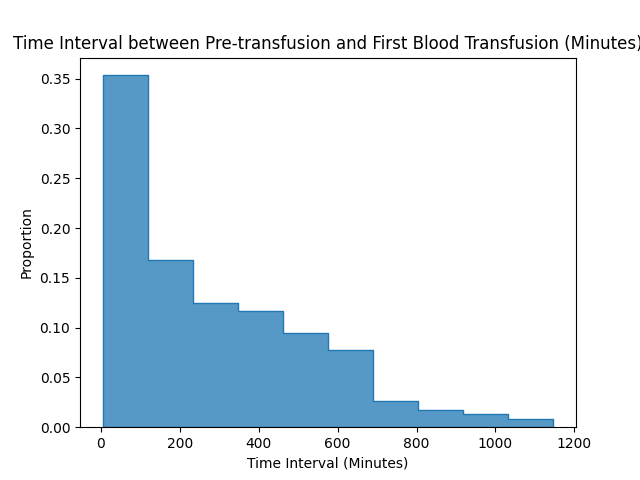 Time Interval between Pre-transfusion and First Blood Transfusion (Minutes)
0.35
0.30
0.25
0.20
0.15
0.10
0.05
0.00
Proportion
0 200 400 600 800 1000 1200
Time Interval (Minutes)